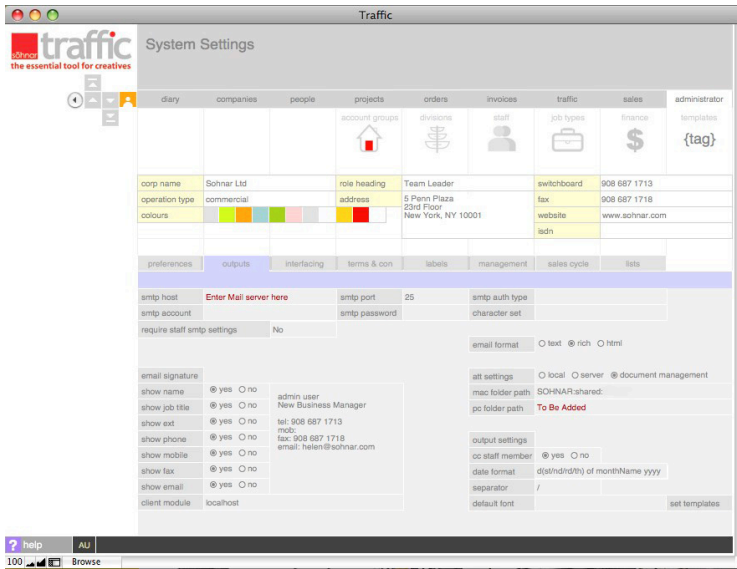 Traffic
söhnar traffic
the essential tool for creatives
System Settings
diary companies people projects orders invoices traffic sales administrator
account groups divisions staff job types finance templates
$ {tag}
corp name Sohnar Ltd role heading Team Leader switchboard 908 687 1713
operation type commercial address 5 Penn Plaza fax 908 687 1718
23rd Floor
colours New York, NY 10001 website www.sohnar.com
isdn
preferences outputs interfacing terms & con labels management sales cycle lists
smtp host Enter Mail server here smtp port 25 smtp auth type
smtp account smtp password character set
require staff smtp settings No
email format text rich html
email signature att settings local server document management
show name yes no admin user mac folder path SOHNAR:shared:
show job title yes no New Business Manager pc folder path To Be Added
show ext yes no tel: 908 687 1713
mob:
show phone yes no fax: 908 687 1718 output settings
show mobile yes no email: helen@sohnar.com cc staff member yes no
show fax yes no date format d(st/nd/rd/th) of monthName yyyy
show email yes no separator /
client module localhost default font set templates
? help AU
100 Browse